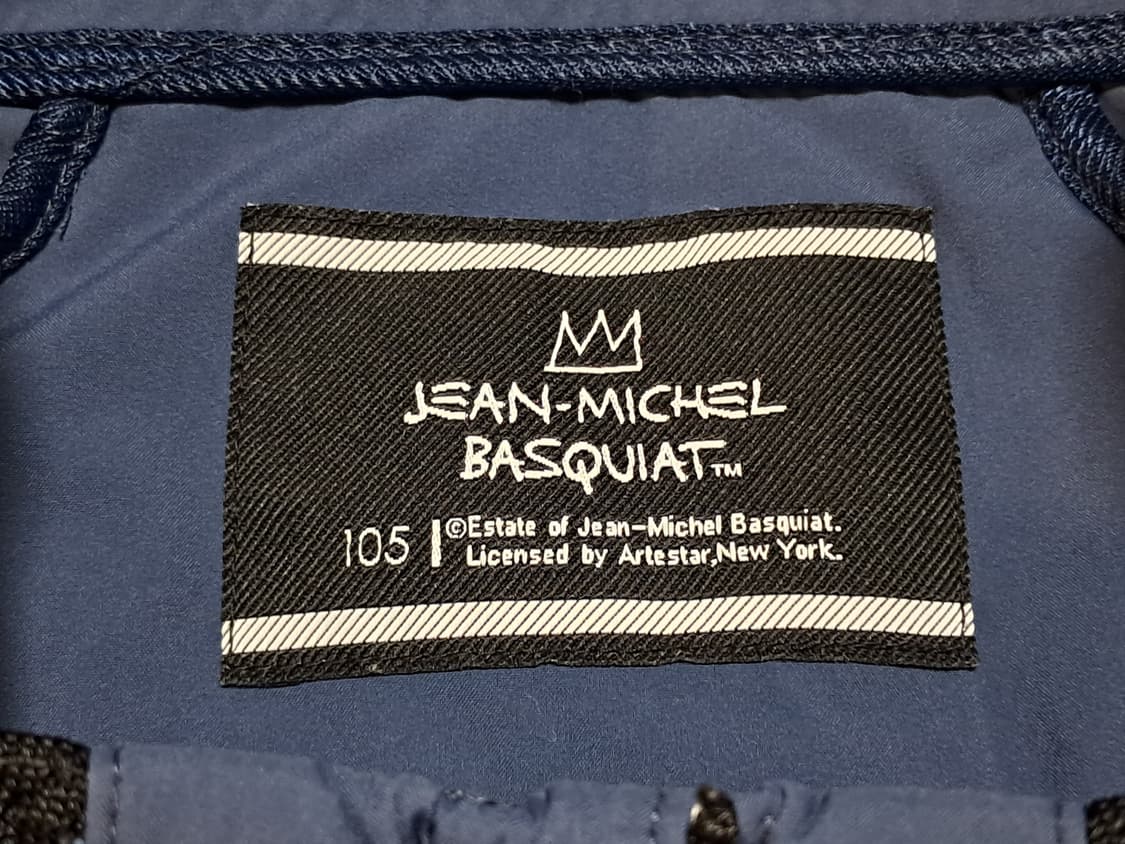 JEAN-MICHEL
BASQUIAT™
105 ©Estate of Jean-Michel Basquiat.
Licensed by Artestar,New York.